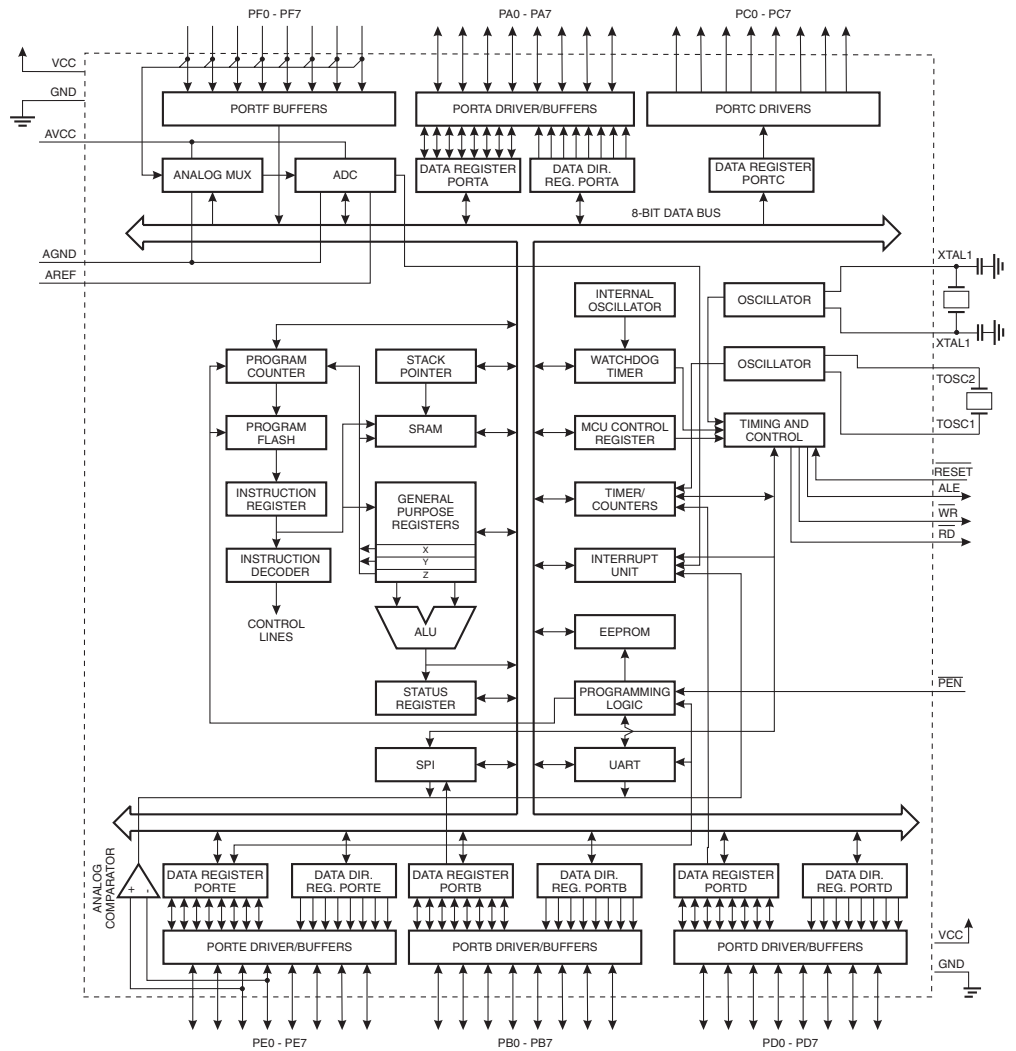 PF0 - PF7
PA0 - PA7
PC0 - PC7
VCC
GND
PORTF BUFFERS
PORTA DRIVER/BUFFERS
PORTC DRIVERS
AVCC
ANALOG MUX
ADC
DATA REGISTER
PORTA
DATA DIR.
REG. PORTA
DATA REGISTER
PORTC
8-BIT DATA BUS
AGND
AREF
XTAL1
INTERNAL
OSCILLATOR
OSCILLATOR
XTAL1
PROGRAM
COUNTER
STACK
POINTER
WATCHDOG
TIMER
OSCILLATOR
TOSC2
TOSC1
PROGRAM
FLASH
SRAM
MCU CONTROL
REGISTER
TIMING AND
CONTROL
RESET
ALE
WR
RD
INSTRUCTION
REGISTER
GENERAL
PURPOSE
REGISTERS
X
Y
Z
TIMER/
COUNTERS
INSTRUCTION
DECODER
INTERRUPT
UNIT
CONTROL
LINES
ALU
EEPROM
STATUS
REGISTER
PROGRAMMING
LOGIC
PEN
SPI
UART
ANALOG
COMPARATOR
+
-
DATA REGISTER
PORTE
DATA DIR.
REG. PORTE
DATA REGISTER
PORTB
DATA DIR.
REG. PORTB
DATA REGISTER
PORTD
DATA DIR.
REG. PORTD
PORTE DRIVER/BUFFERS
PORTB DRIVER/BUFFERS
PORTD DRIVER/BUFFERS
VCC
GND
PE0 - PE7
PB0 - PB7
PD0 - PD7